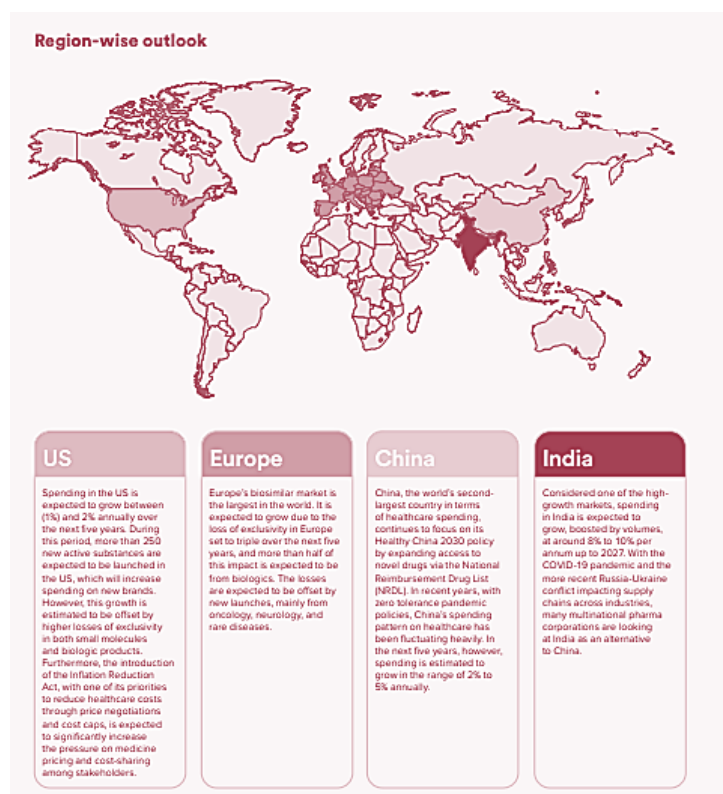 Region-wise outlook
US
Spending in the US is
expected to grow between
(1%) and 2% annually over
the next five years. During
this period, more than 250
new active substances are
expected to be launched in
the US, which will increase
spending on new brands.
However, this growth is
estimated to be offset by
higher losses of exclusivity
in both small molecules
and biologic products.
Furthermore, the introduction
of the Inflation Reduction
Act, with one of its priorities
to reduce healthcare costs
through price negotiations
and cost caps, is expected
to significantly increase
the pressure on medicine
pricing and cost-sharing
among stakeholders.
Europe
Europe's biosimilar market is
the largest in the world. It is
expected to grow due to the
loss of exclusivity in Europe
set to triple over the next five
years, and more than half of
this impact is expected to be
from biologics. The losses
are expected to be offset by
new launches, mainly from
oncology, neurology, and
rare diseases.
China
China, the world's second-
largest country in terms
of healthcare spending,
continues to focus on its
Healthy China 2030 policy
by expanding access to
novel drugs via the National
Reimbursement Drug List
(NRDL). In recent years, with
zero tolerance pandemic
policies, China's spending
pattern on healthcare has
been fluctuating heavily. In
the next five years, however,
spending is estimated to
grow in the range of 2% to
5% annually.
India
Considered one of the high-
growth markets, spending
in India is expected to
grow, boosted by volumes,
at around 8% to 10% per
annum up to 2027. With the
COVID-19 pandemic and the
more recent Russia-Ukraine
conflict impacting supply
chains across industries,
many multinational pharma
corporations are looking
at India as an alternative
to China.